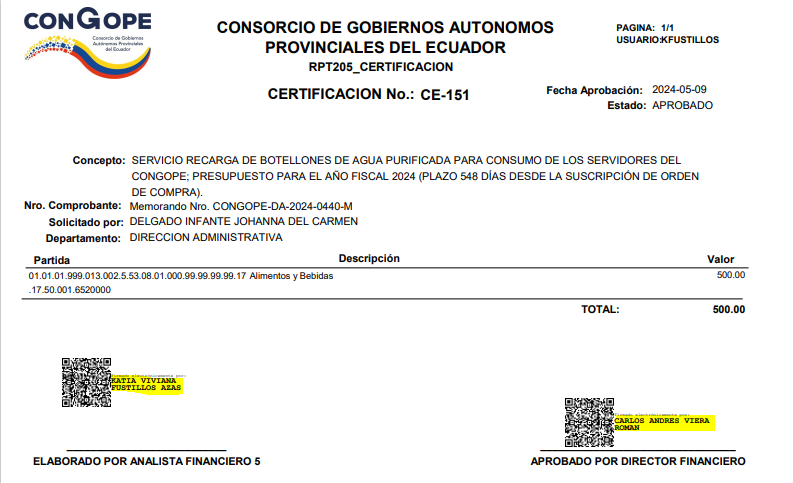 CONGOPE
Consorcio de Gobiernos
Autónomos Provinciales
del Ecuador
CONSORCIO DE GOBIERNOS AUTONOMOS
PROVINCIALES DEL ECUADOR
RPT205_CERTIFICACION
CERTIFICACION No.: CE-151
PAGINA: 1/1
USUARIO:KFUSTILLOS
Fecha Aprobación: 2024-05-09
Estado: APROBADO
Concepto: SERVICIO RECARGA DE BOTELLONES DE AGUA PURIFICADA PARA CONSUMO DE LOS SERVIDORES DEL
CONGOPE; PRESUPUESTO PARA EL AÑO FISCAL 2024 (PLAZO 548 DÍAS DESDE LA SUSCRIPCIÓN DE ORDEN
DE COMPRA).
Nro. Comprobante: Memorando Nro. CONGOPE-DA-2024-0440-M
Solicitado por: DELGADO INFANTE JOHANNA DEL CARMEN
Departamento: DIRECCION ADMINISTRATIVA
Partida Descripción Valor
01.01.01.999.013.002.5.53.08.01.000.99.99.99.99.17 Alimentos y Bebidas 500.00
.17.50.001.6520000
TOTAL: 500.00
Firmado electrónicamente por:
KATIA VIVIANA
FUSTILLOS AZAS
Firmado electrónicamente por:
CARLOS ANDRES VIERA
ROMAN
ELABORADO POR ANALISTA FINANCIERO 5
APROBADO POR DIRECTOR FINANCIERO